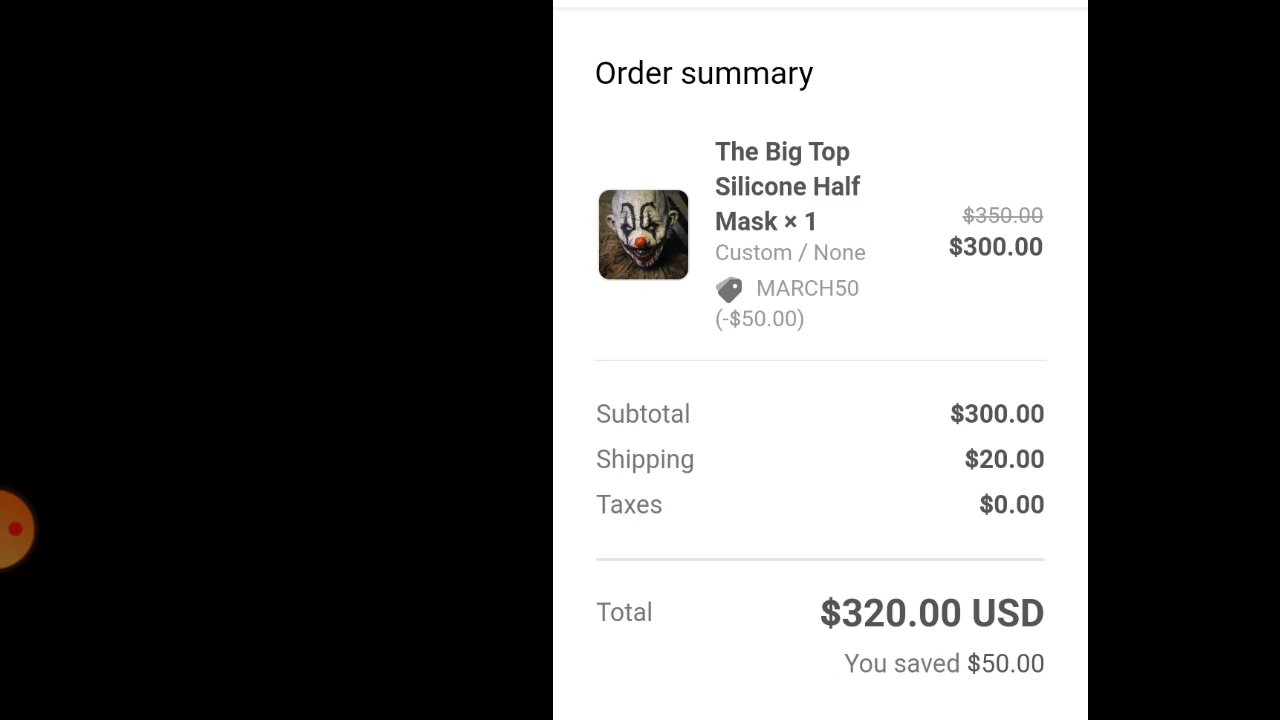 Order summary
The Big Top
Silicone Half
Mask × 1
$350.00
$300.00
Custom / None
MARCH50
(-$50.00)
Subtotal $300.00
Shipping $20.00
Taxes $0.00
Total $320.00 USD
You saved $50.00